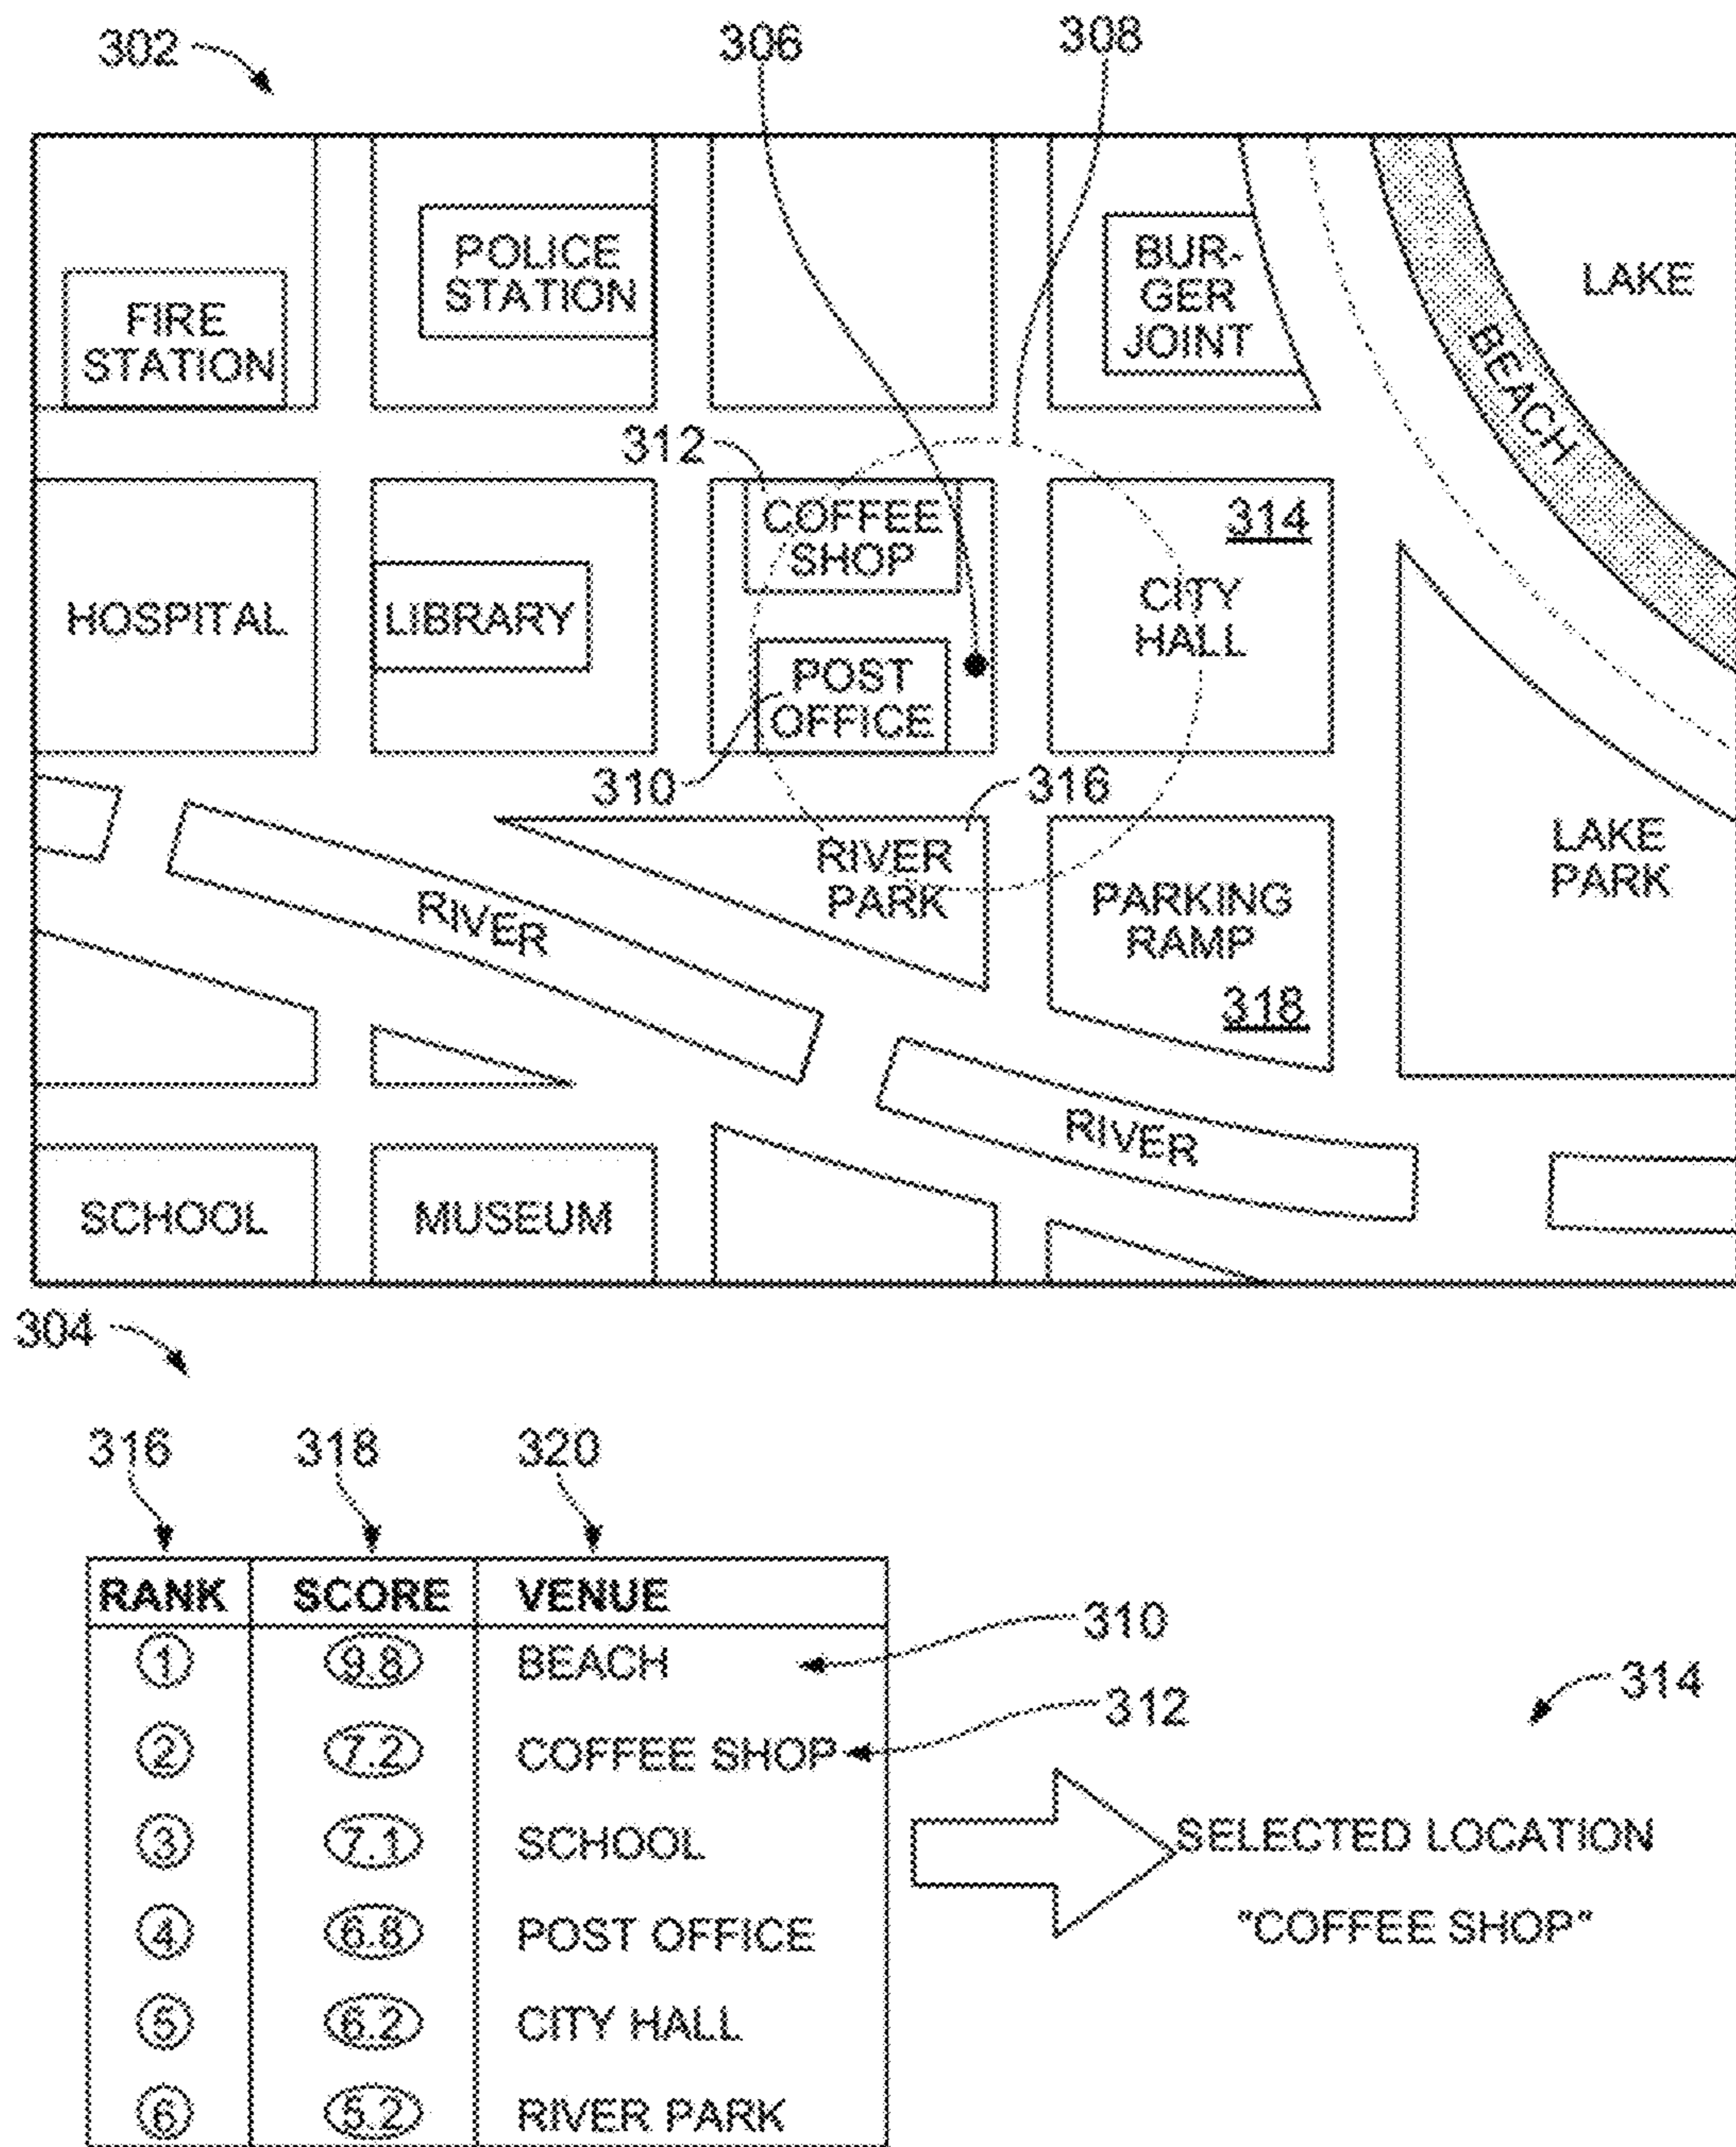 302
306
308
FIRE
STATION
POLICE
STATION
BUR-
GER
JOINT
LAKE
BEACH
312
COFFEE
SHOP
314
CITY
HALL
HOSPITAL
LIBRARY
POST
OFFICE
310
316
RIVER
PARK
PARKING
RAMP
318
LAKE
PARK
RIVER
RIVER
SCHOOL
MUSEUM
304
316
318
320
RANK SCORE VENUE
1 9.8 BEACH
2 7.2 COFFEE SHOP
3 7.1 SCHOOL
4 6.8 POST OFFICE
5 6.2 CITY HALL
6 5.2 RIVER PARK
310
312
314
SELECTED LOCATION
"COFFEE SHOP"